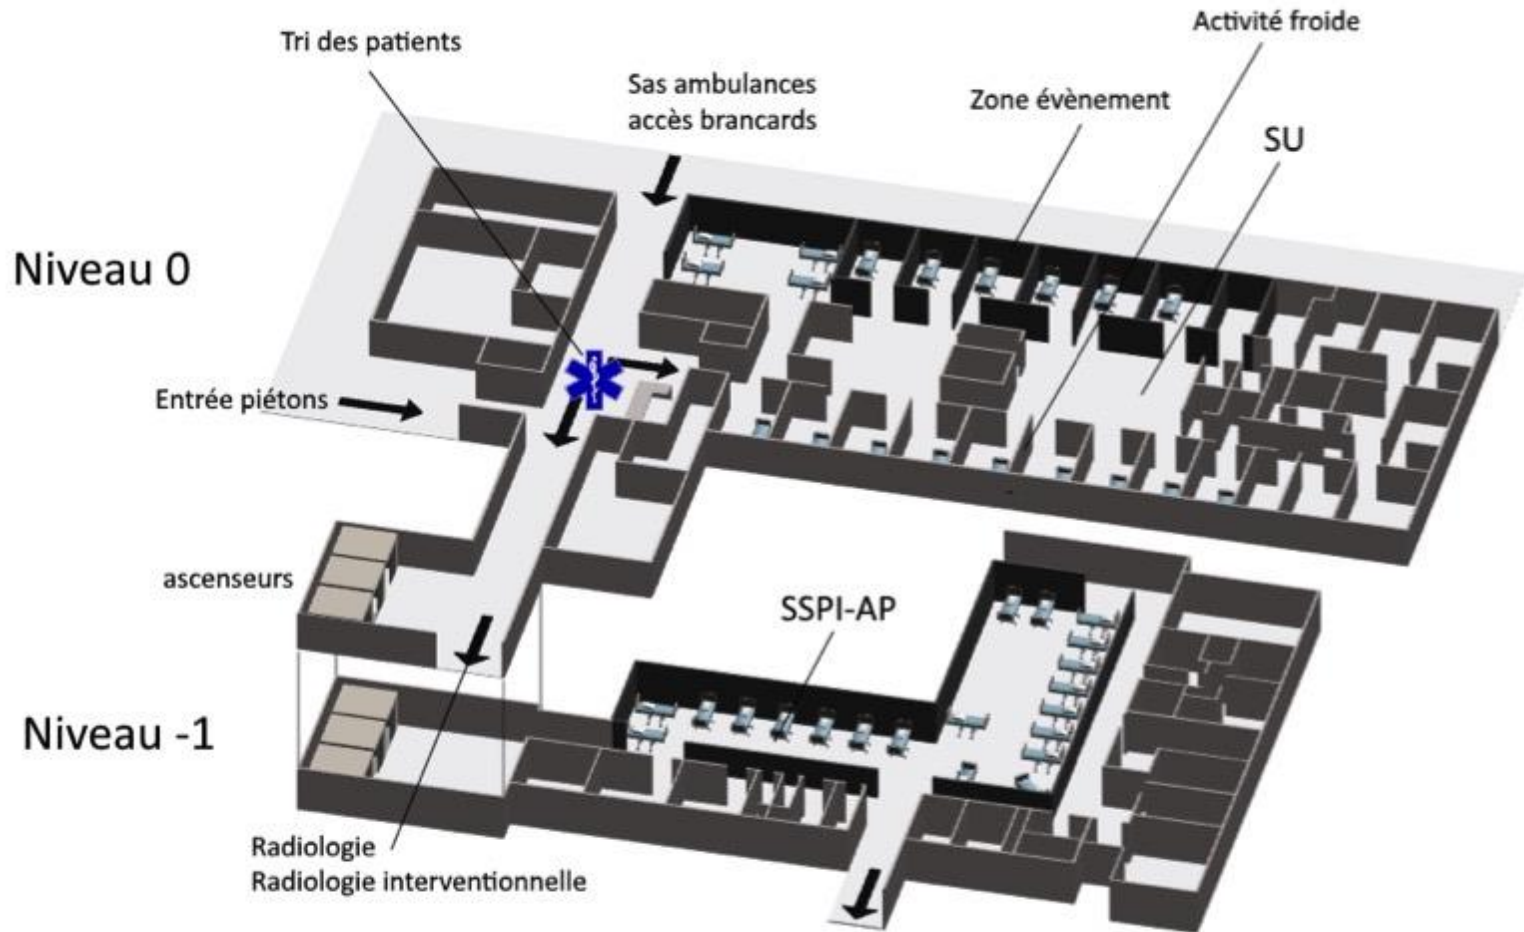 Activité froide
Tri des patients
Sas ambulances
accès brancards
Zone évènement
SU
Niveau 0
Entrée piétons
ascenseurs
SSPI-AP
Niveau -1
Radiologie
Radiologie interventionnelle